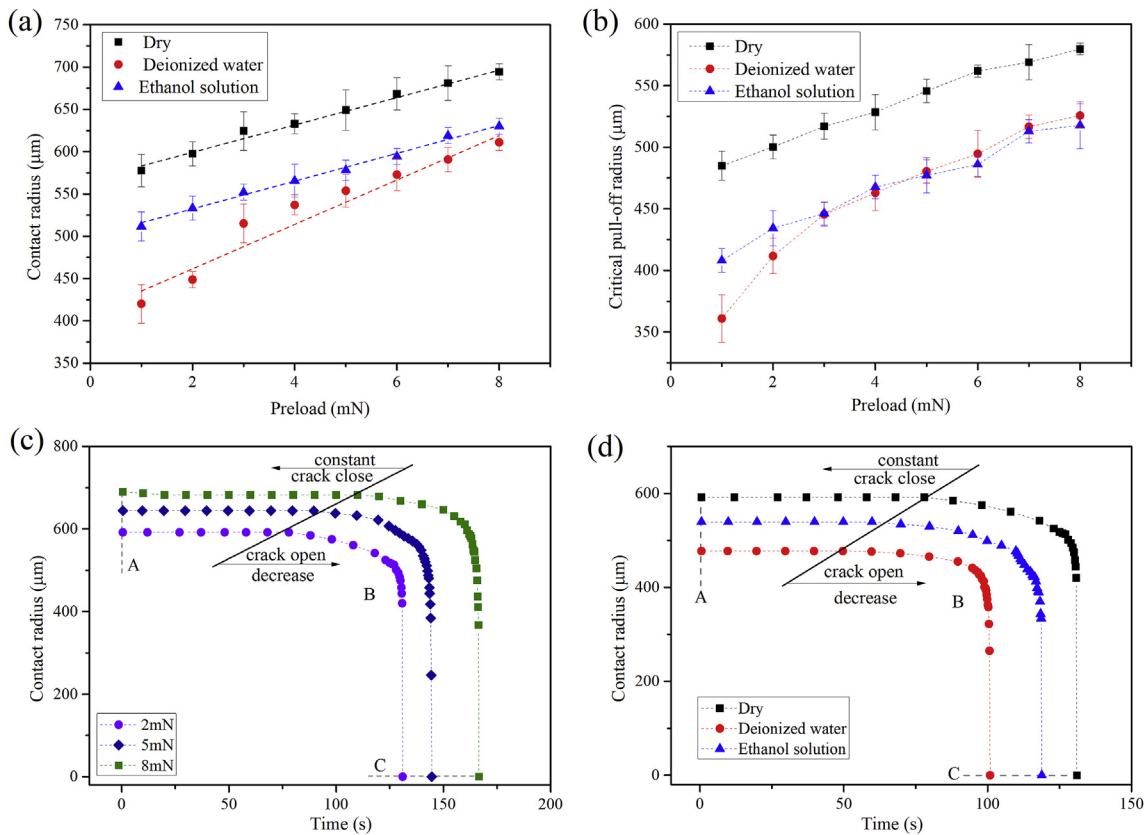 (a)
750
700
650
600
550
500
450
400
350
0
2
4
6
8
Contact radius (μm)
Preload (mN)
Dry
Deionized water
Ethanol solution
(b)
600
550
500
450
400
350
0
2
4
6
8
Critical pull-off radius (μm)
Preload (mN)
Dry
Deionized water
Ethanol solution
(c)
800
600
400
200
0
0
50
100
150
200
Contact radius (μm)
Time (s)
constant
crack close
crack open
decrease
A
B
C
2mN
5mN
8mN
(d)
600
400
200
0
0
50
100
150
Contact radius (μm)
Time (s)
constant
crack close
crack open
decrease
A
B
C
Dry
Deionized water
Ethanol solution